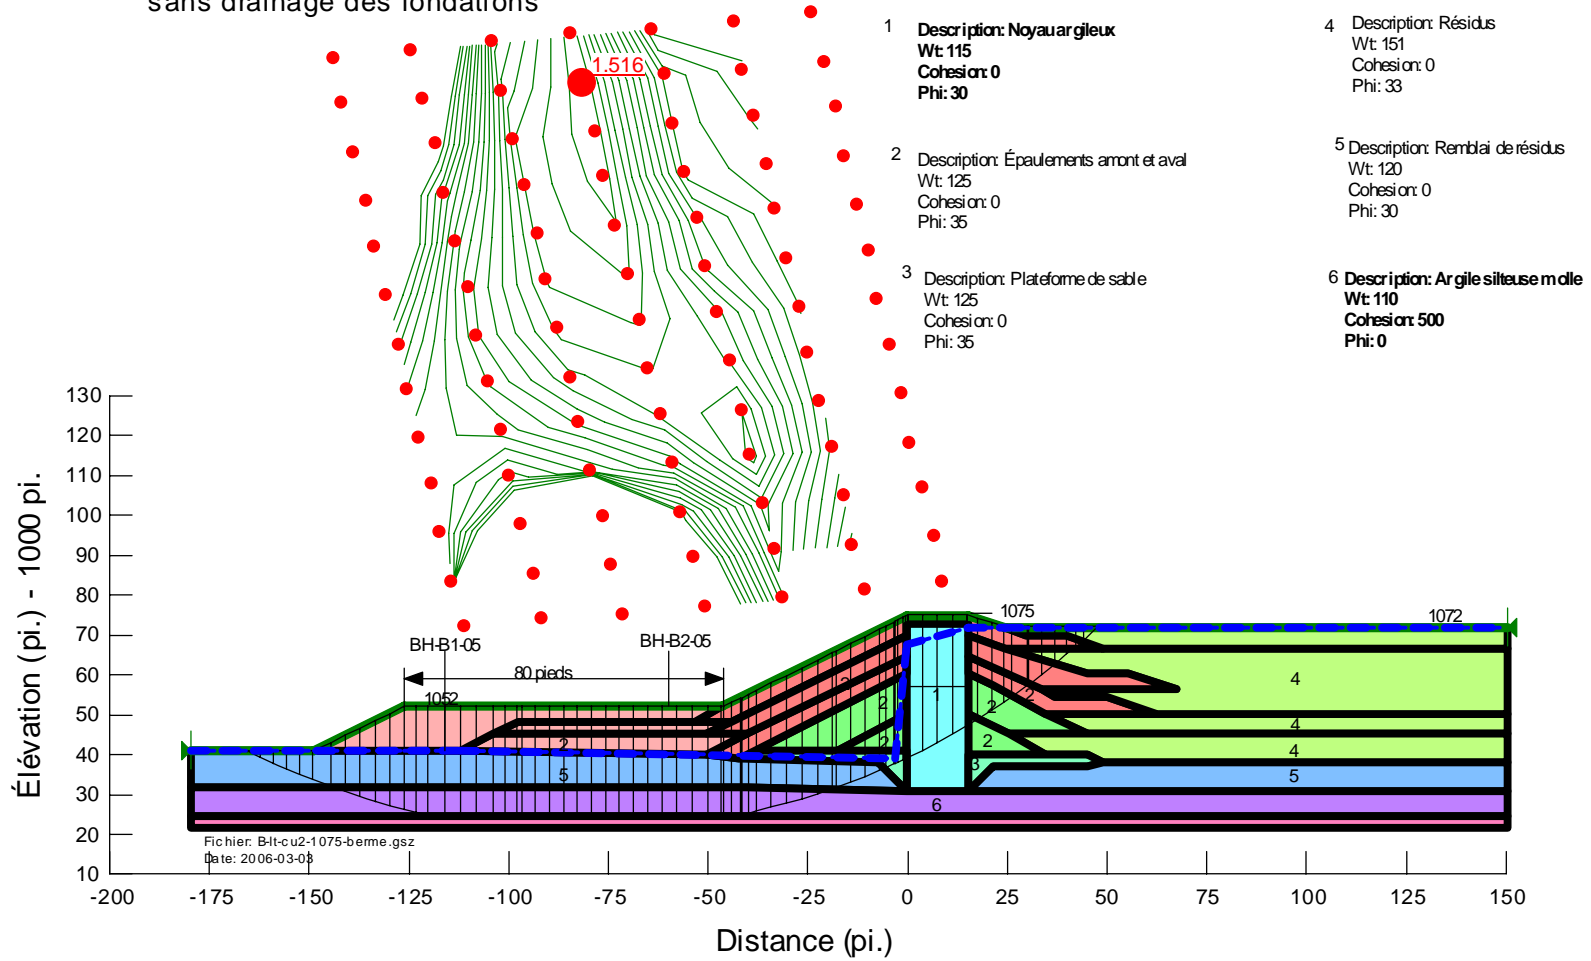 sans drainage des fondations
1.516
1 Description: Noyau argileux
Wt: 115
Cohesion: 0
Phi: 30
2 Description: Épaulements amont et aval
Wt: 125
Cohesion: 0
Phi: 35
3 Description: Plateforme de sable
Wt: 125
Cohesion: 0
Phi: 35
4 Description: Résidus
Wt: 151
Cohesion: 0
Phi: 33
5 Description: Remblai de résidus
Wt: 120
Cohesion: 0
Phi: 30
6 Description: Argile silteuse molle
Wt: 110
Cohesion: 500
Phi: 0
Élévation (pi.) - 1000 pi.
130
120
110
100
90
80
70
60
50
40
30
20
10
BH-B1-05
BH-B2-05
80 pieds
1052
1075
1072
2
2
2
2
2
2
1
3
4
4
4
5
5
6
Fichier: B-lt-cu2-1075-berme.gsz
Date: 2006-03-03
-200 -175 -150 -125 -100 -75 -50 -25 0 25 50 75 100 125 150
Distance (pi.)